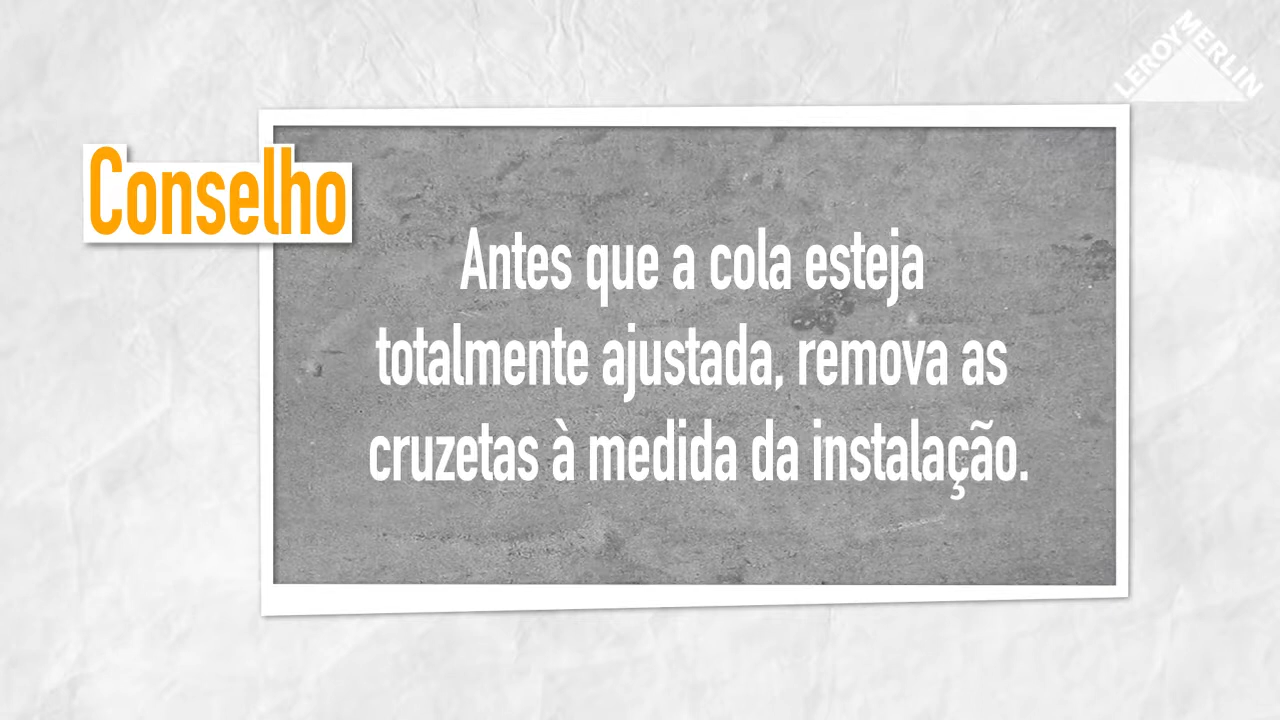 LEROY MERLIN
Conselho
Antes que a cola esteja
totalmente ajustada, remova as
cruzetas à medida da instalação.